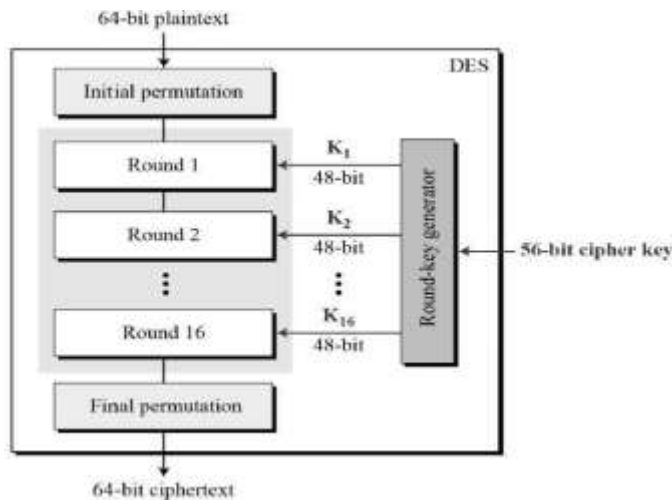 64-bit plaintext
DES
Initial permutation
Round 1
K1
48-bit
Round 2
K2
48-bit
Round-key generator
56-bit cipher key
Round 16
K16
48-bit
Final permutation
64-bit ciphertext